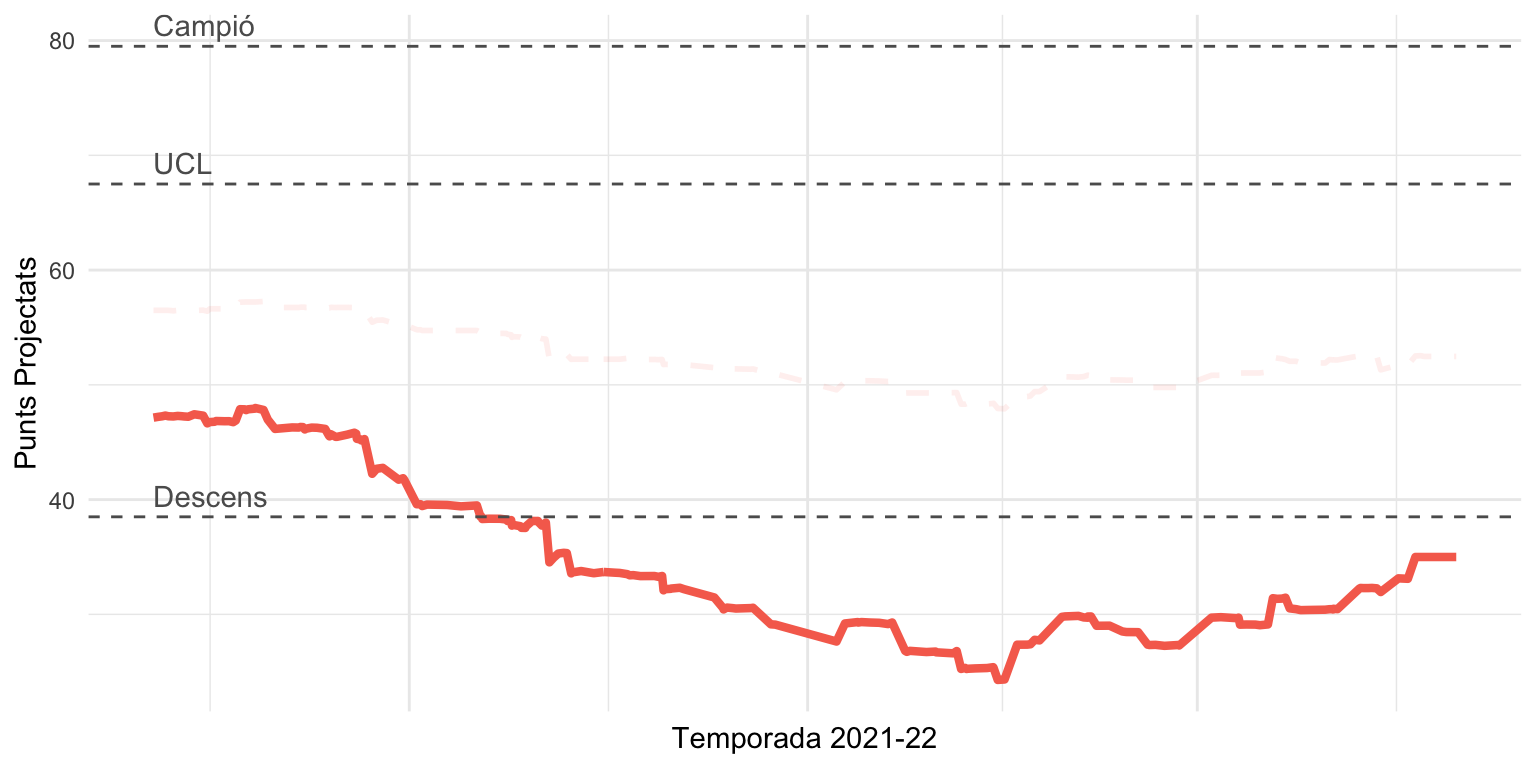 Campió
80
UCL
60
Punts Projectats
Descens
40
Temporada 2021-22